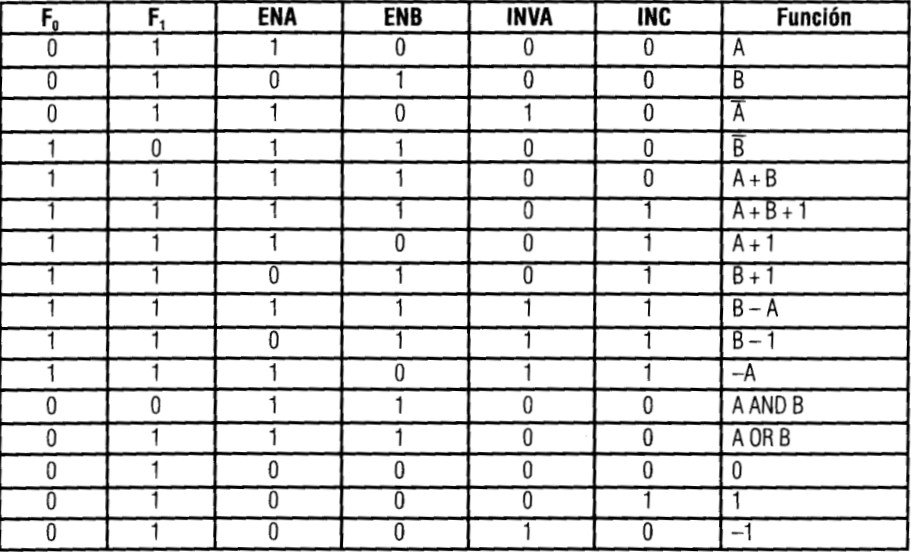 F₀ F₁ ENA ENB INVA INC Función
0 1 1 0 0 0 A
0 1 0 1 0 0 B
0 1 1 0 1 0 A̅
1 0 1 1 0 0 B̅
1 1 1 1 0 0 A + B
1 1 1 1 0 1 A + B + 1
1 1 1 0 0 1 A + 1
1 1 0 1 0 1 B + 1
1 1 1 1 1 1 B – A
1 1 0 1 1 1 B – 1
1 1 1 0 1 1 –A
0 0 1 1 0 0 A AND B
0 1 1 1 0 0 A OR B
0 1 0 0 0 0 0
0 1 0 0 0 1 1
0 1 0 0 1 0 –1